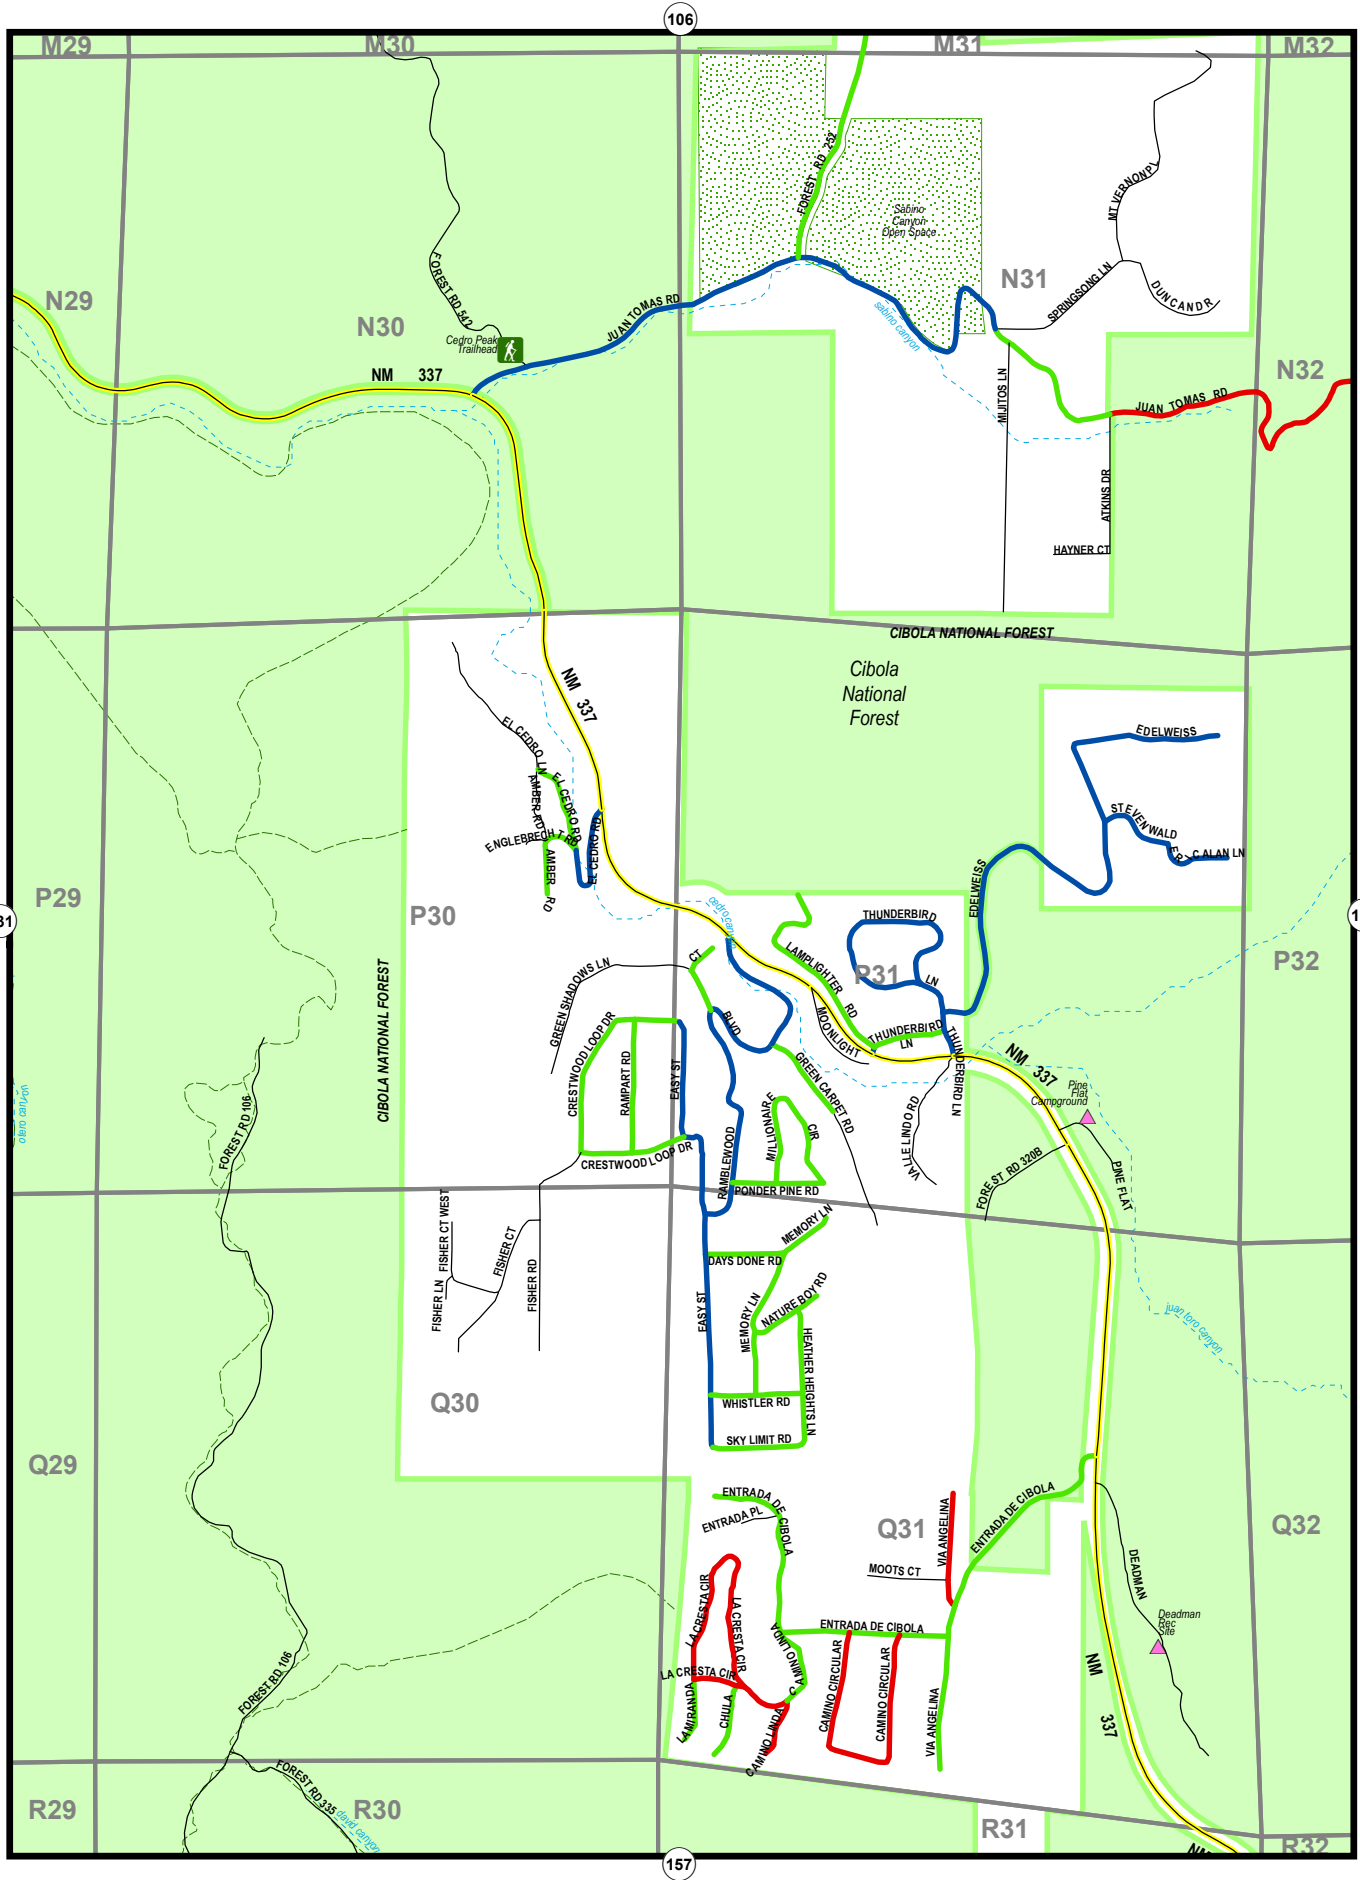 106
M29
M30
M31
M32
FOREST RD 252
Sabino
Canyon
Open Space
MT VERNON PL
FOREST RD 542
SPRINGSONG LN
DUNCAN DR
N29
N30
N31
N32
JUAN TOMAS RD
sabino canyon
Cedro Peak
Trailhead
NM 337
MIJITOS LN
JUAN TOMAS RD
ATKINS DR
HAYNER CT
CIBOLA NATIONAL FOREST
Cibola
National
Forest
NM 337
EL CEDRO LN
EL CEDRO RD
AMBER RD
ENGLEBRECHT RD
EL CEDRO RD
AMBER RD
EDELWEISS
STEVENWALD
ER
C ALAN LN
EDELWEISS
P29
P30
P31
P32
31
1
cedro canyon
THUNDERBIRD
LN
LAMPLIGHTER RD
MOONLIGHT
THUNDERBIRD
LN
THUNDERBIRD LN
CT
GREEN SHADOWS LN
BLVD
CIBOLA NATIONAL FOREST
CRESTWOOD LOOP DR
RAMPART RD
EASY ST
GREEN CARPET RD
NM 337
Pine
Flat
Campground
otero canyon
FOREST RD 106
MILLIONAIRE
CIR
VALLE LINDO RD
CRESTWOOD LOOP DR
RAMBLEWOOD
PONDER PINE RD
FOREST RD 320B
PINE FLAT
FISHER CT WEST
FISHER CT
FISHER RD
FISHER LN
MEMORY LN
DAYS DONE RD
EASY ST
MEMORY LN
NATURE BOY RD
HEATHER HEIGHTS LN
juan toro canyon
WHISTLER RD
SKY LIMIT RD
Q29
Q30
Q31
Q32
ENTRADA DE CIBOLA
ENTRADA PL
VIA ANGELINA
ENTRADA DE CIBOLA
MOOTS CT
DEADMAN
Deadman
Rec
Site
LA CRESTA CIR
LA CRESTA CIR
ENTRADA DE CIBOLA
CAMINO LINDA
LA CRESTA CIR
LA MIRANDA
CHULA
CAMINO LINDA
CAMINO CIRCULAR
CAMINO CIRCULAR
VIA ANGELINA
NM 337
FOREST RD 106
FOREST RD 335
david canyon
R29
R30
R31
R32
NM
157